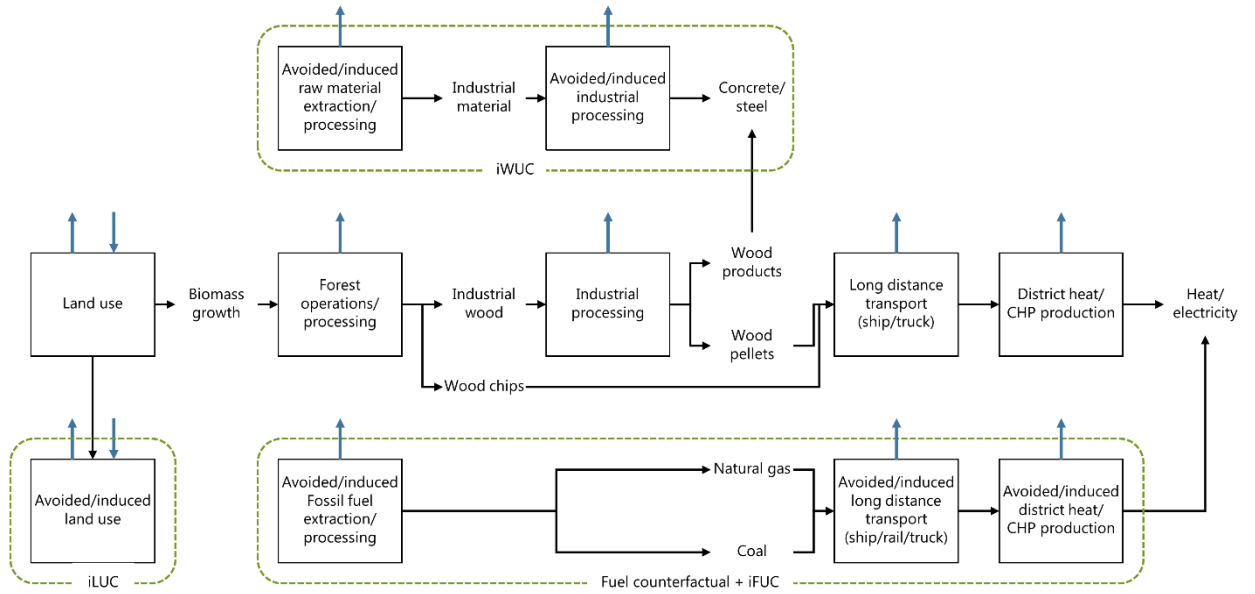 Avoided/induced
raw material
extraction/
processing
Industrial
material
Avoided/induced
industrial
processing
Concrete/
steel
iWUC
Land use
Biomass
growth
Forest
operations/
processing
Industrial
wood
Industrial
processing
Wood
products
Wood
pellets
Wood chips
Long distance
transport
(ship/truck)
District heat/
CHP production
Heat/
electricity
Avoided/induced
land use
iLUC
Avoided/induced
Fossil fuel
extraction/
processing
Natural gas
Coal
Avoided/induced
long distance
transport
(ship/rail/truck)
Avoided/induced
district heat/
CHP production
Fuel counterfactual + iFUC